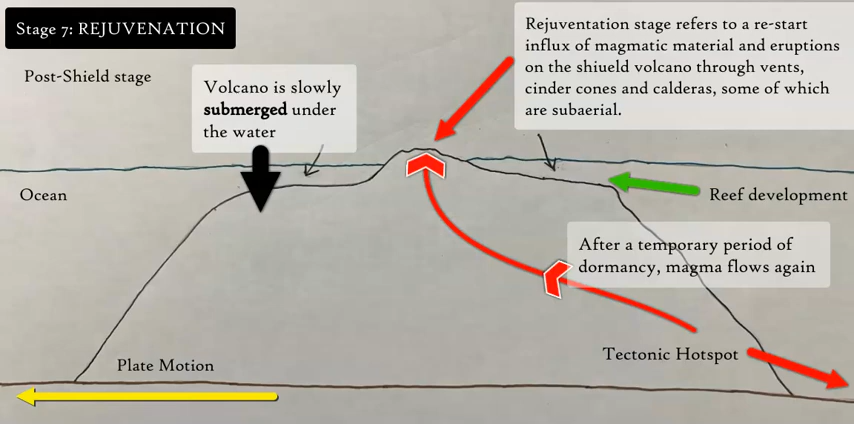 Stage 7: REJUVENATION
Post-Shield stage
Volcano is slowly
submerged under
the water
Rejuventation stage refers to a re-start
influx of magmatic material and eruptions
on the shiueld volcano through vents,
cinder cones and calderas, some of which
are subaerial.
Ocean
Reef development
After a temporary period of
dormancy, magma flows again
Tectonic Hotspot
Plate Motion